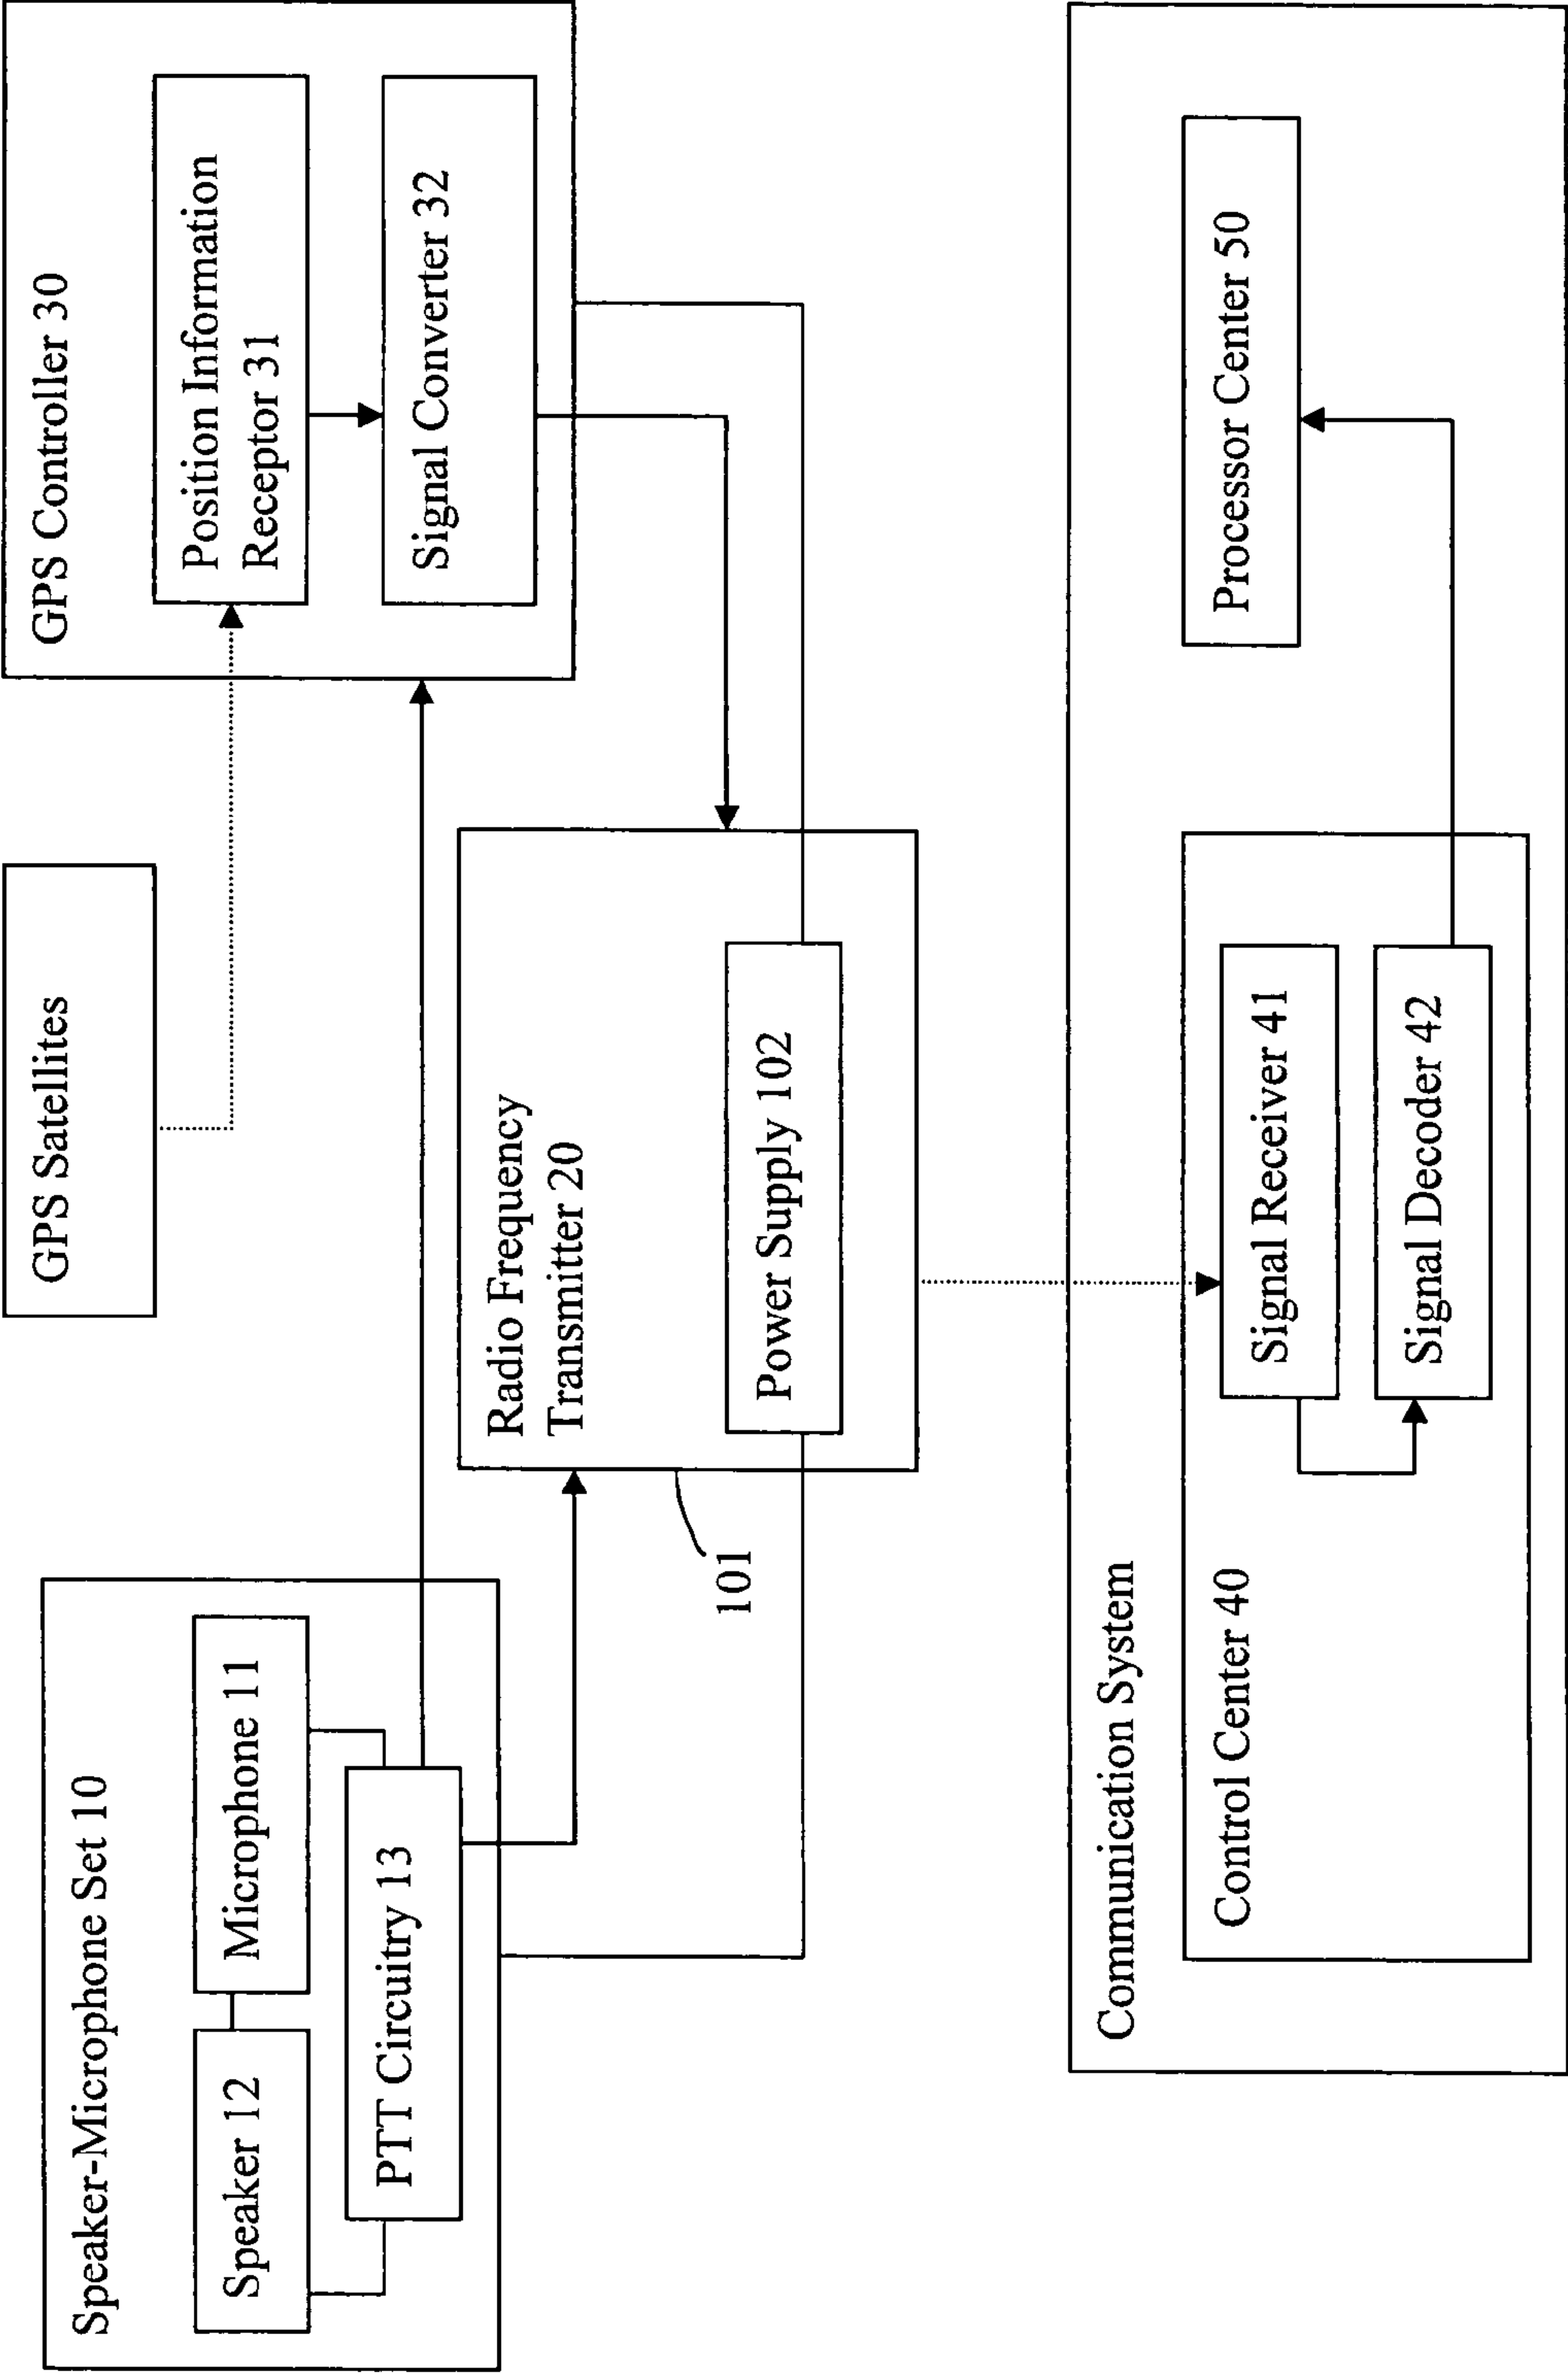 Speaker-Microphone Set 10
Speaker 12
Microphone 11
PTT Circuitry 13
GPS Satellites
GPS Controller 30
Position Information
Receptor 31
Signal Converter 32
Radio Frequency
Transmitter 20
Power Supply 102
101
Communication System
Control Center 40
Signal Receiver 41
Signal Decoder 42
Processor Center 50